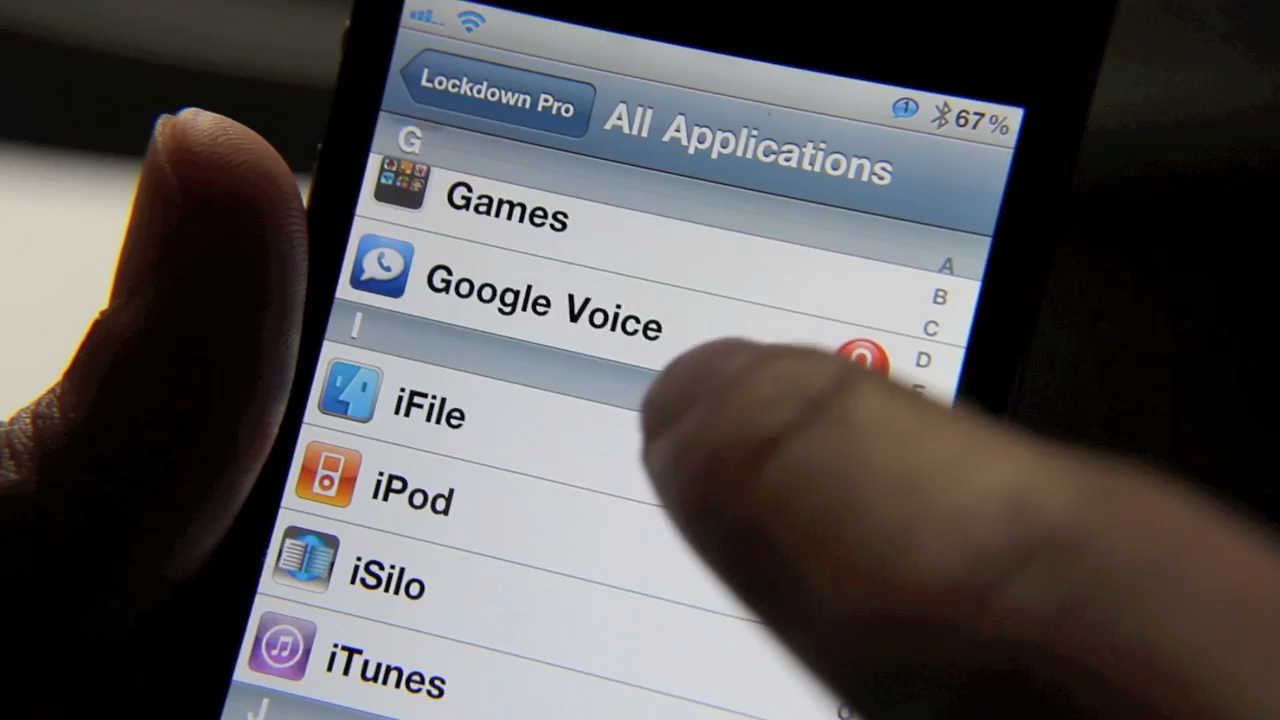 67%
Lockdown Pro
All Applications
G
Games
A
Google Voice
B
C
I
D
iFile
iPod
iSilo
iTunes
J